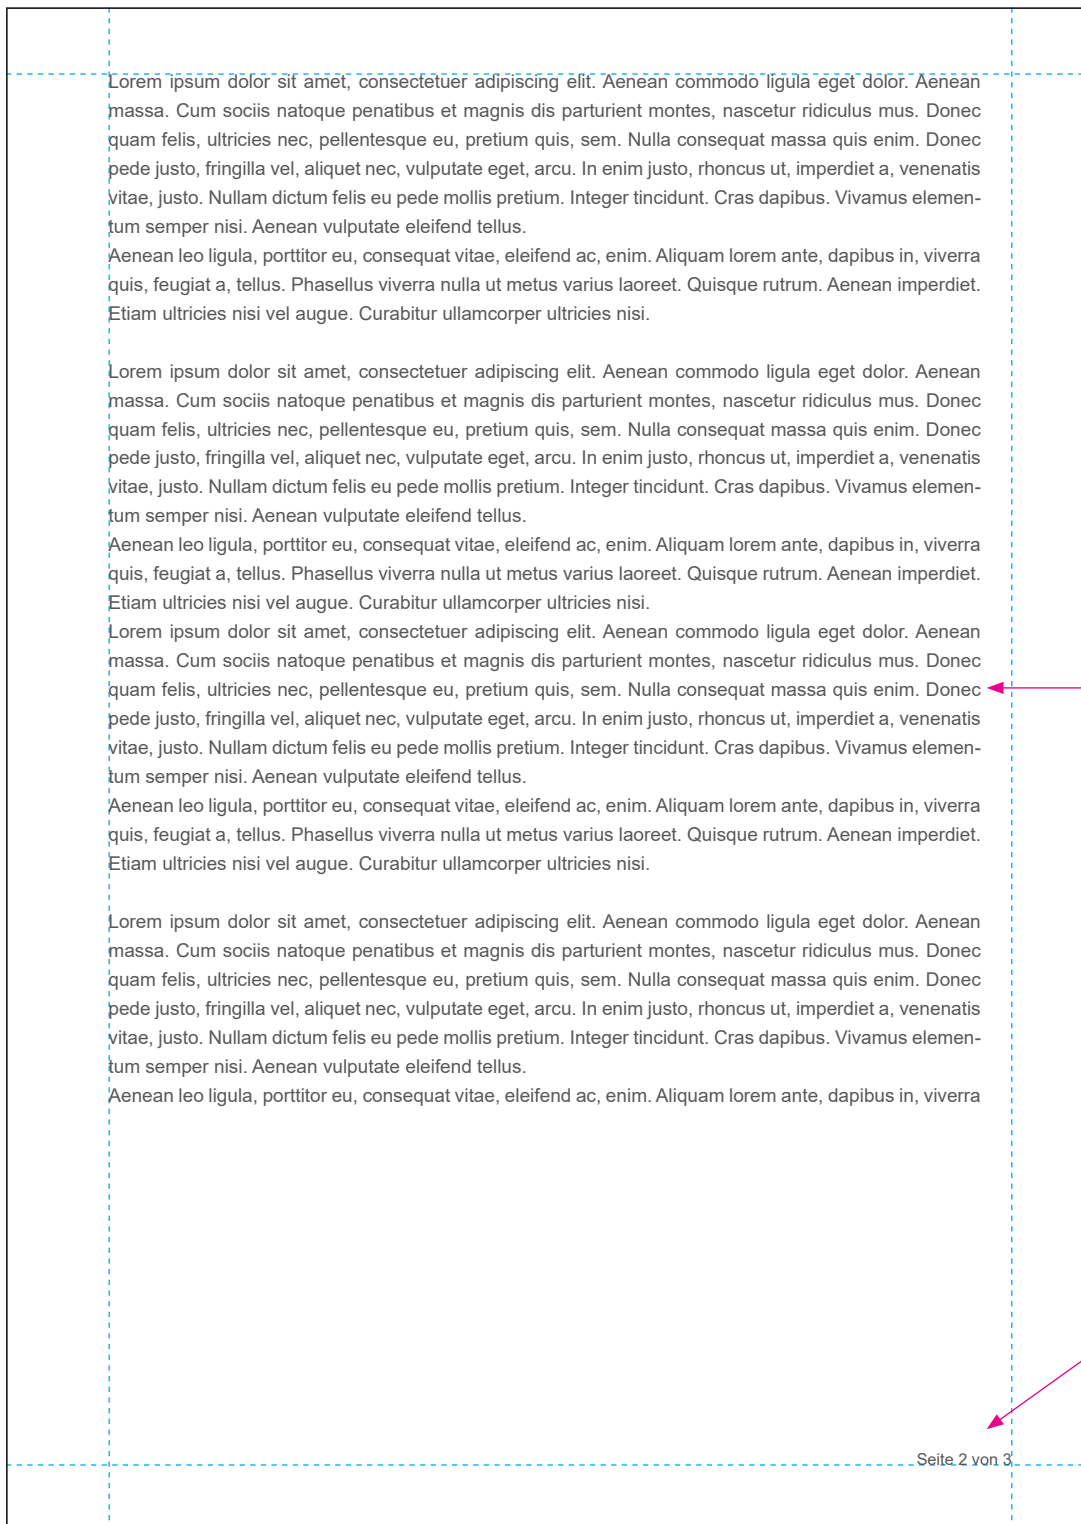 Lorem ipsum dolor sit amet, consectetuer adipiscing elit. Aenean commodo ligula eget dolor. Aenean
massa. Cum sociis natoque penatibus et magnis dis parturient montes, nascetur ridiculus mus. Donec
quam felis, ultricies nec, pellentesque eu, pretium quis, sem. Nulla consequat massa quis enim. Donec
pede justo, fringilla vel, aliquet nec, vulputate eget, arcu. In enim justo, rhoncus ut, imperdiet a, venenatis
vitae, justo. Nullam dictum felis eu pede mollis pretium. Integer tincidunt. Cras dapibus. Vivamus elemen-
tum semper nisi. Aenean vulputate eleifend tellus.
Aenean leo ligula, porttitor eu, consequat vitae, eleifend ac, enim. Aliquam lorem ante, dapibus in, viverra
quis, feugiat a, tellus. Phasellus viverra nulla ut metus varius laoreet. Quisque rutrum. Aenean imperdiet.
Etiam ultricies nisi vel augue. Curabitur ullamcorper ultricies nisi.

Lorem ipsum dolor sit amet, consectetuer adipiscing elit. Aenean commodo ligula eget dolor. Aenean
massa. Cum sociis natoque penatibus et magnis dis parturient montes, nascetur ridiculus mus. Donec
quam felis, ultricies nec, pellentesque eu, pretium quis, sem. Nulla consequat massa quis enim. Donec
pede justo, fringilla vel, aliquet nec, vulputate eget, arcu. In enim justo, rhoncus ut, imperdiet a, venenatis
vitae, justo. Nullam dictum felis eu pede mollis pretium. Integer tincidunt. Cras dapibus. Vivamus elemen-
tum semper nisi. Aenean vulputate eleifend tellus.
Aenean leo ligula, porttitor eu, consequat vitae, eleifend ac, enim. Aliquam lorem ante, dapibus in, viverra
quis, feugiat a, tellus. Phasellus viverra nulla ut metus varius laoreet. Quisque rutrum. Aenean imperdiet.
Etiam ultricies nisi vel augue. Curabitur ullamcorper ultricies nisi.
Lorem ipsum dolor sit amet, consectetuer adipiscing elit. Aenean commodo ligula eget dolor. Aenean
massa. Cum sociis natoque penatibus et magnis dis parturient montes, nascetur ridiculus mus. Donec
quam felis, ultricies nec, pellentesque eu, pretium quis, sem. Nulla consequat massa quis enim. Donec
pede justo, fringilla vel, aliquet nec, vulputate eget, arcu. In enim justo, rhoncus ut, imperdiet a, venenatis
vitae, justo. Nullam dictum felis eu pede mollis pretium. Integer tincidunt. Cras dapibus. Vivamus elemen-
tum semper nisi. Aenean vulputate eleifend tellus.
Aenean leo ligula, porttitor eu, consequat vitae, eleifend ac, enim. Aliquam lorem ante, dapibus in, viverra
quis, feugiat a, tellus. Phasellus viverra nulla ut metus varius laoreet. Quisque rutrum. Aenean imperdiet.
Etiam ultricies nisi vel augue. Curabitur ullamcorper ultricies nisi.

Lorem ipsum dolor sit amet, consectetuer adipiscing elit. Aenean commodo ligula eget dolor. Aenean
massa. Cum sociis natoque penatibus et magnis dis parturient montes, nascetur ridiculus mus. Donec
quam felis, ultricies nec, pellentesque eu, pretium quis, sem. Nulla consequat massa quis enim. Donec
pede justo, fringilla vel, aliquet nec, vulputate eget, arcu. In enim justo, rhoncus ut, imperdiet a, venenatis
vitae, justo. Nullam dictum felis eu pede mollis pretium. Integer tincidunt. Cras dapibus. Vivamus elemen-
tum semper nisi. Aenean vulputate eleifend tellus.
Aenean leo ligula, porttitor eu, consequat vitae, eleifend ac, enim. Aliquam lorem ante, dapibus in, viverra
Seite 2 von 3